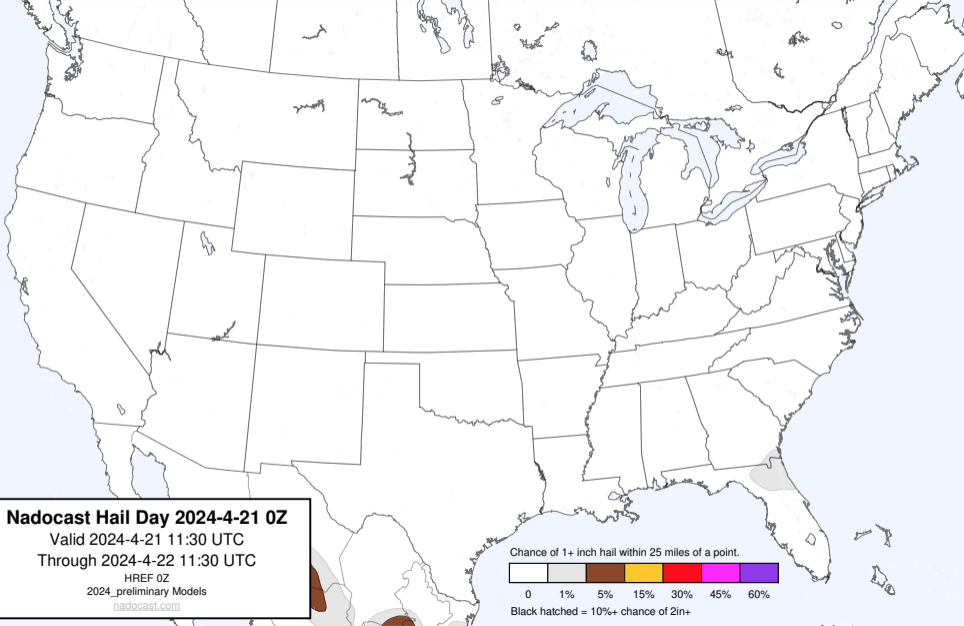 Nadocast Hail Day 2024-4-21 0Z
Valid 2024-4-21 11:30 UTC
Through 2024-4-22 11:30 UTC
HREF 0Z
2024_preliminary Models
nadocast.com
Chance of 1+ inch hail within 25 miles of a point.
0 1% 5% 15% 30% 45% 60%
Black hatched = 10%+ chance of 2in+